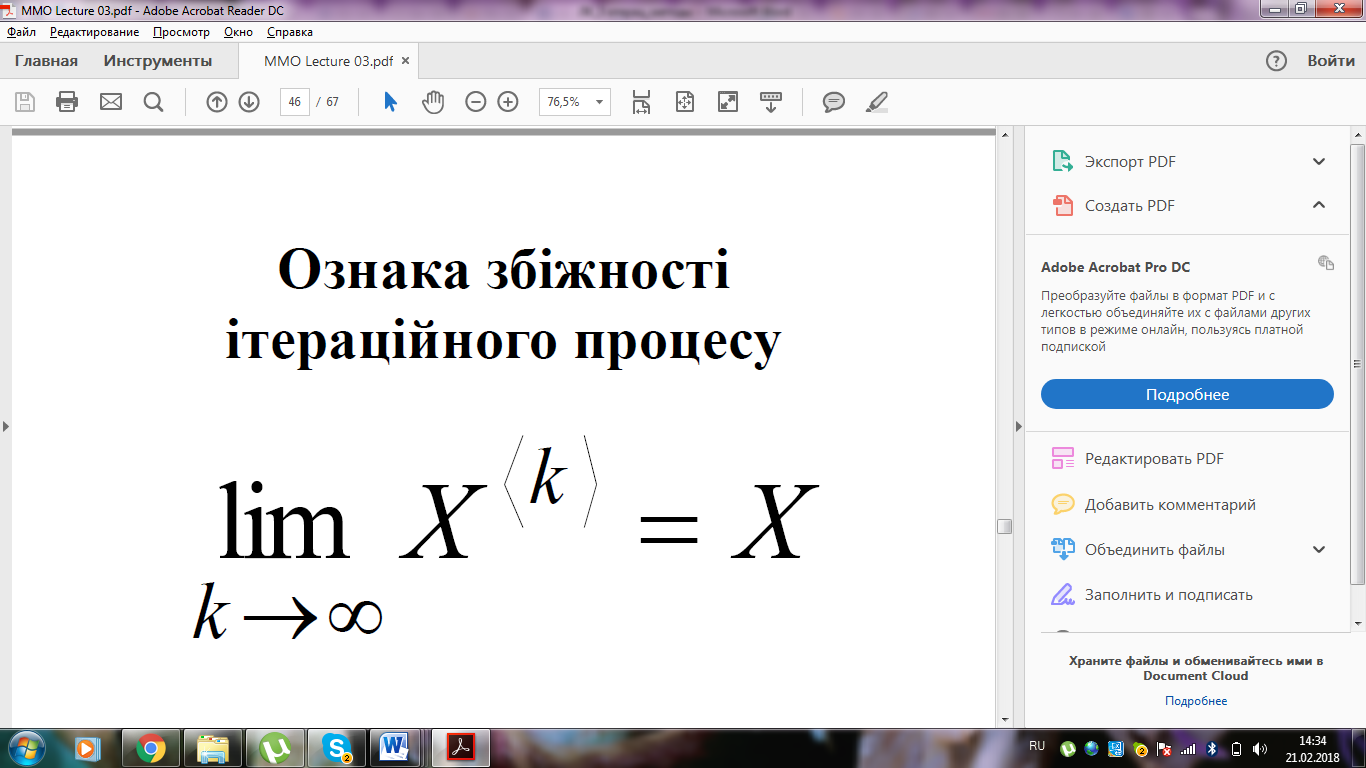 MMO Lecture 03.pdf - Adobe Acrobat Reader DC
Файл Редактирование Просмотр Окно Справка
Главная Инструменты MMO Lecture 03.pdf × Войти
46 / 67 76,5%
Ознака збіжності
ітераційного процесу
lim X⟨k⟩ = X
k→∞
Экспорт PDF
Создать PDF
Adobe Acrobat Pro DC
Преобразуйте файлы в формат PDF и с
легкостью объединяйте их с файлами других
типов в режиме онлайн, пользуясь платной
подпиской
Подробнее
Редактировать PDF
Добавить комментарий
Объединить файлы
Заполнить и подписать
Храните файлы и обменивайтесь ими в
Document Cloud
Подробнее
RU
14:34
21.02.2018